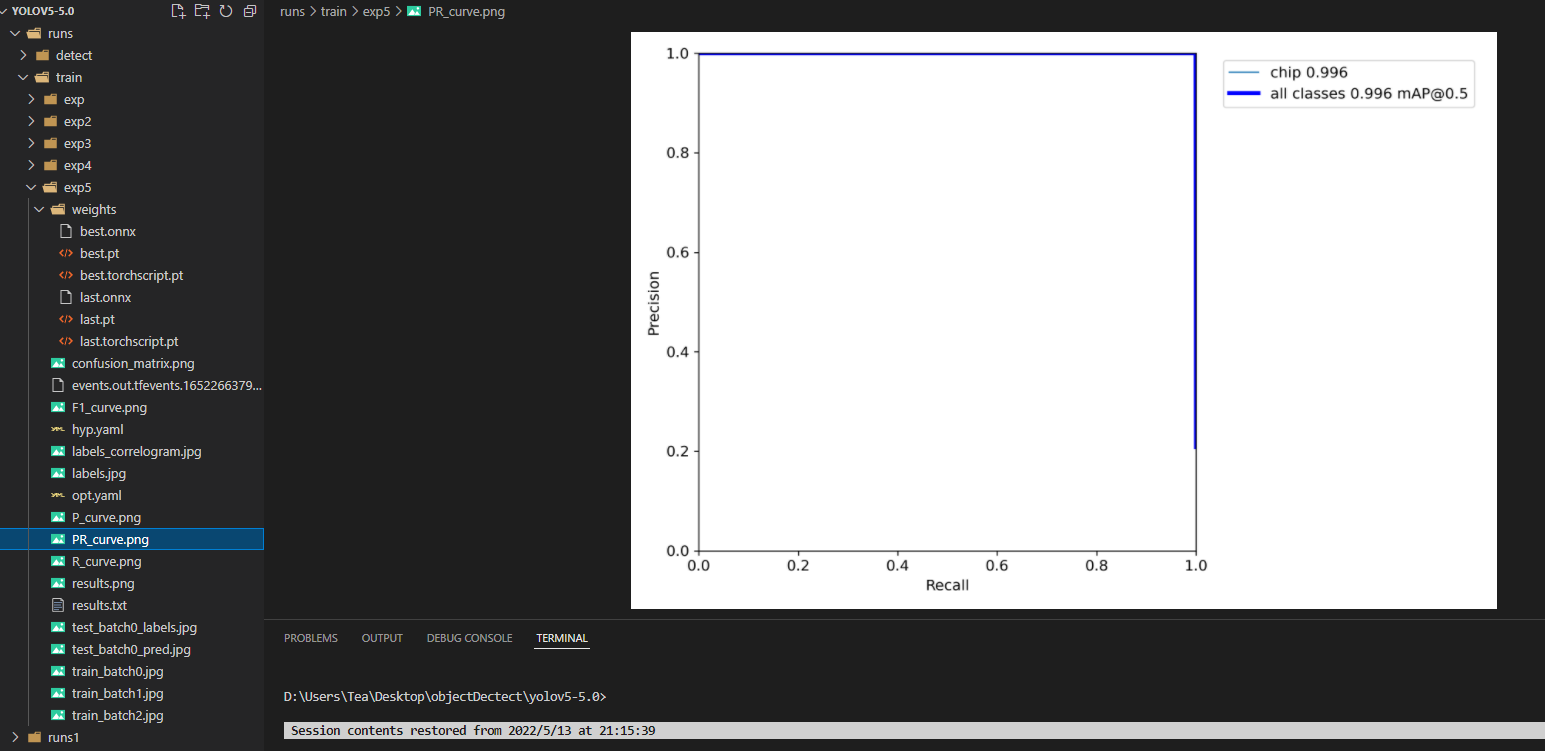 YOLOV5-5.0
runs
detect
train
exp
exp2
exp3
exp4
exp5
weights
best.onnx
best.pt
best.torchscript.pt
last.onnx
last.pt
last.torchscript.pt
confusion_matrix.png
events.out.tfevents.1652266379...
F1_curve.png
hyp.yaml
labels_correlogram.jpg
labels.jpg
opt.yaml
P_curve.png
PR_curve.png
R_curve.png
results.png
results.txt
test_batch0_labels.jpg
test_batch0_pred.jpg
train_batch0.jpg
train_batch1.jpg
train_batch2.jpg
runs1
runs > train > exp5 > PR_curve.png
1.0
0.8
0.6
0.4
0.2
0.0
Precision
0.0 0.2 0.4 0.6 0.8 1.0
Recall
chip 0.996
all classes 0.996 mAP@0.5
PROBLEMS OUTPUT DEBUG CONSOLE TERMINAL
D:\Users\Tea\Desktop\objectDectect\yolov5-5.0>
Session contents restored from 2022/5/13 at 21:15:39